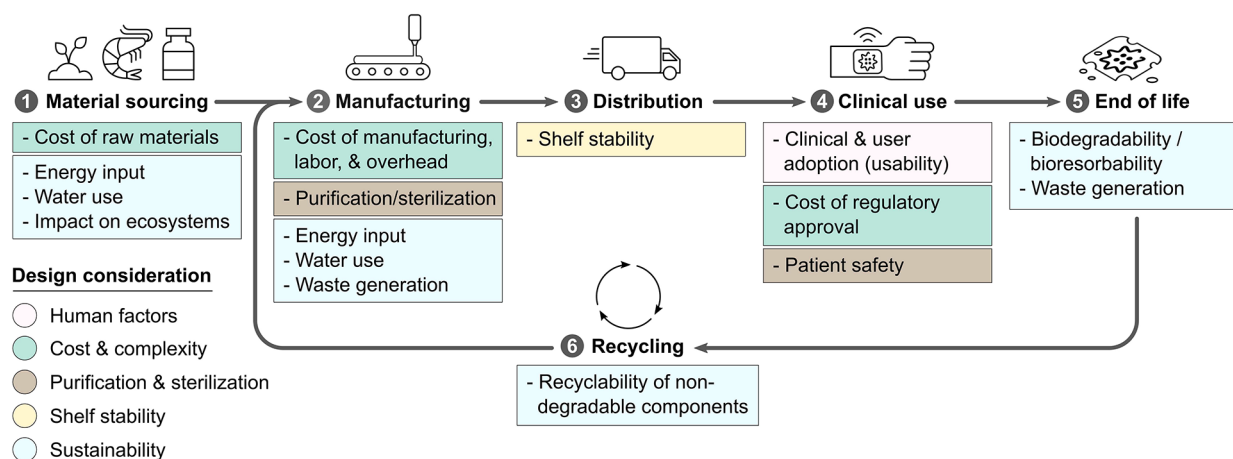 1 Material sourcing
- Cost of raw materials
- Energy input
- Water use
- Impact on ecosystems
2 Manufacturing
- Cost of manufacturing,
labor, & overhead
- Purification/sterilization
- Energy input
- Water use
- Waste generation
3 Distribution
- Shelf stability
4 Clinical use
- Clinical & user
adoption (usability)
- Cost of regulatory
approval
- Patient safety
5 End of life
- Biodegradability /
bioresorbability
- Waste generation
6 Recycling
- Recyclability of non-
degradable components
Design consideration
Human factors
Cost & complexity
Purification & sterilization
Shelf stability
Sustainability